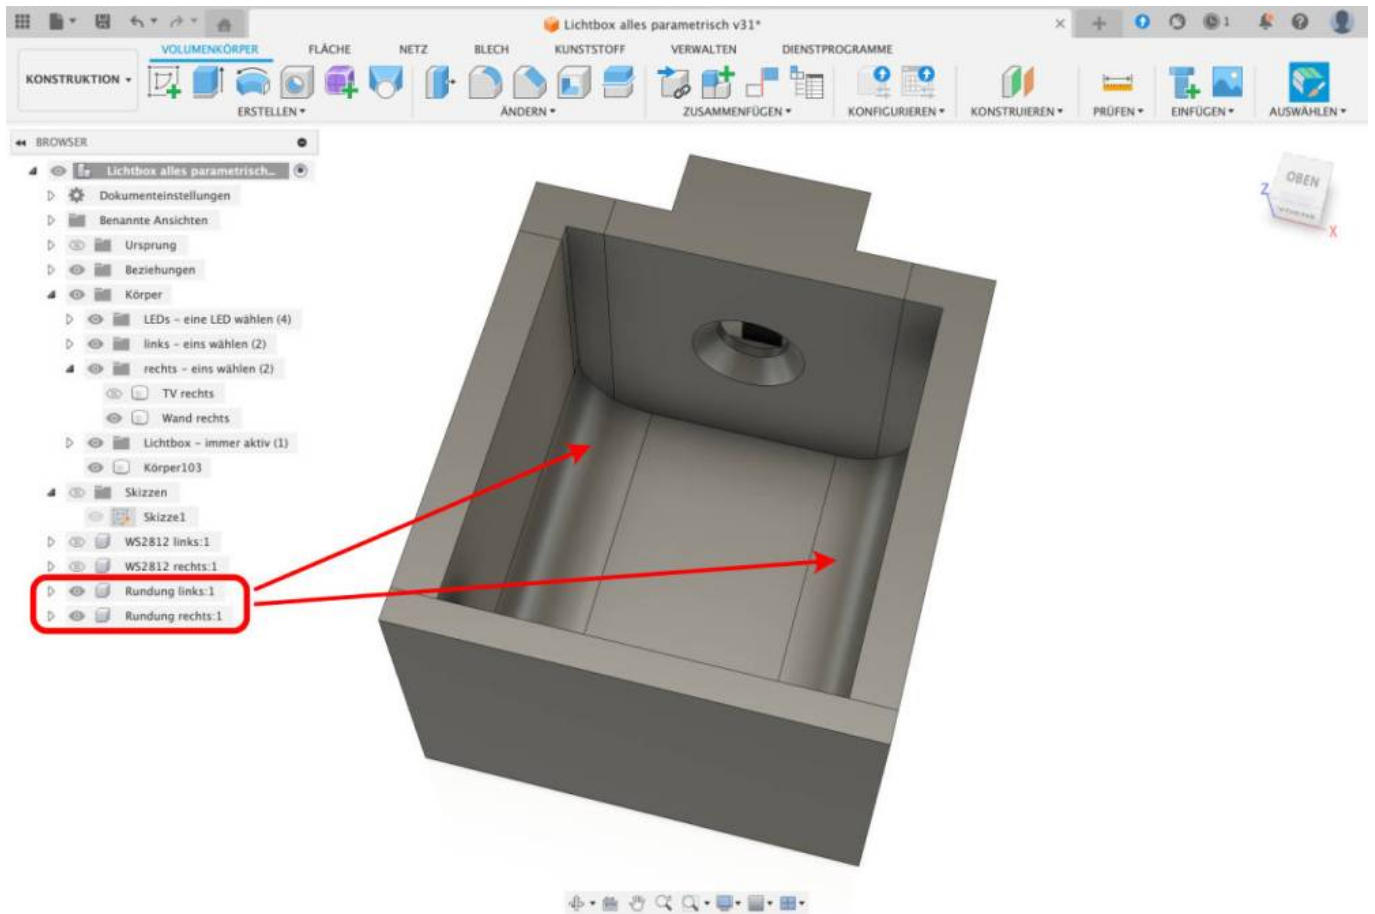 Lichtbox alles parametrisch v31*
1
KONSTRUKTION
VOLUMENKÖRPER FLÄCHE NETZ BLECH KUNSTSTOFF VERWALTEN DIENSTPROGRAMME
ERSTELLEN ÄNDERN ZUSAMMENFÜGEN KONFIGURIEREN KONSTRUIEREN PRÜFEN EINFÜGEN AUSWÄHLEN
BROWSER
Lichtbox alles parametrisch...
Dokumenteinstellungen
Benannte Ansichten
Ursprung
Beziehungen
Körper
LEDs - eine LED wählen (4)
links - eins wählen (2)
rechts - eins wählen (2)
TV rechts
Wand rechts
Lichtbox - immer aktiv (1)
Körper103
Skizzen
Skizze1
WS2812 links:1
WS2812 rechts:1
Rundung links:1
Rundung rechts:1
OBEN
Z
X